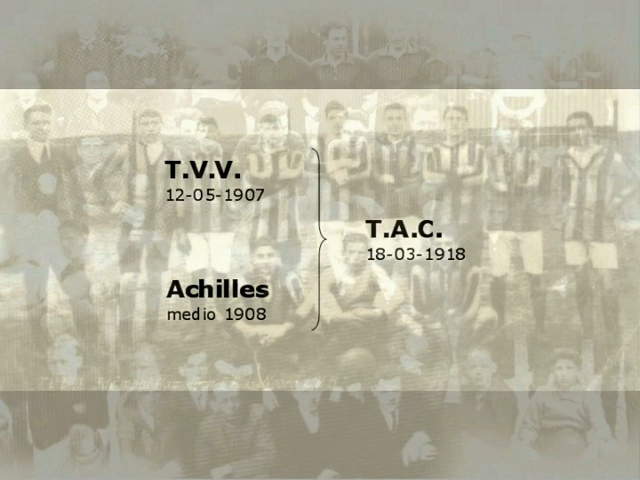 T.V.V.
12-05-1907
Achilles
medio 1908
T.A.C.
18-03-1918